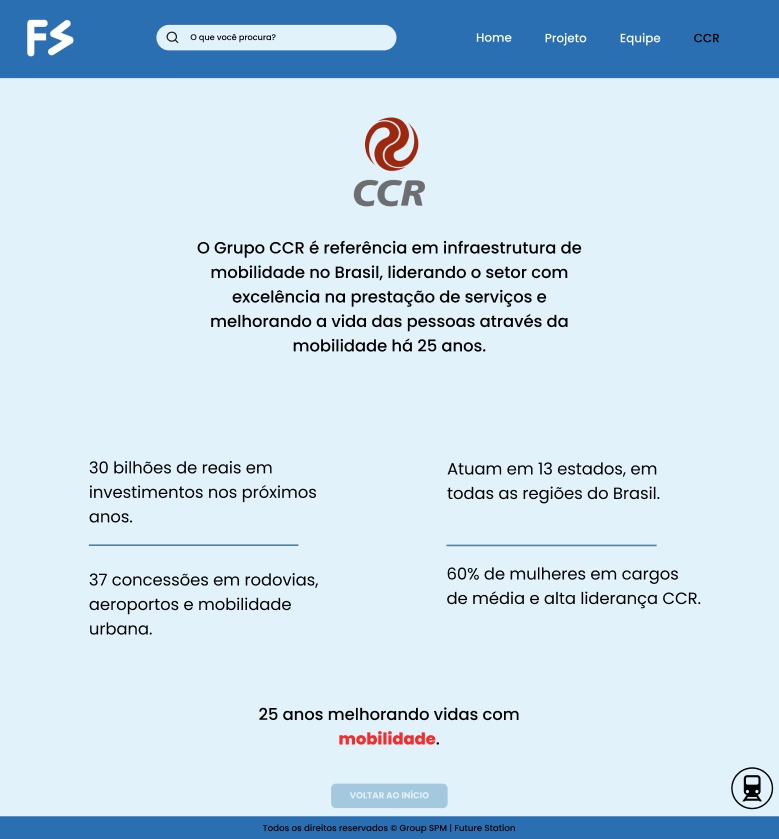 FS
O que você procura?
Home
Projeto
Equipe
CCR
CCR
O Grupo CCR é referência em infraestrutura de
mobilidade no Brasil, liderando o setor com
excelência na prestação de serviços e
melhorando a vida das pessoas através da
mobilidade há 25 anos.
30 bilhões de reais em
investimentos nos próximos
anos.
37 concessões em rodovias,
aeroportos e mobilidade
urbana.
Atuam em 13 estados, em
todas as regiões do Brasil.
60% de mulheres em cargos
de média e alta liderança CCR.
25 anos melhorando vidas com
mobilidade.
VOLTAR AO INÍCIO
Todos os direitos reservados © Group SPM | Future Station